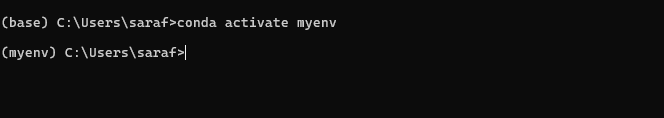 (base) C:\Users\saraf>conda activate myenv
(myenv) C:\Users\saraf>